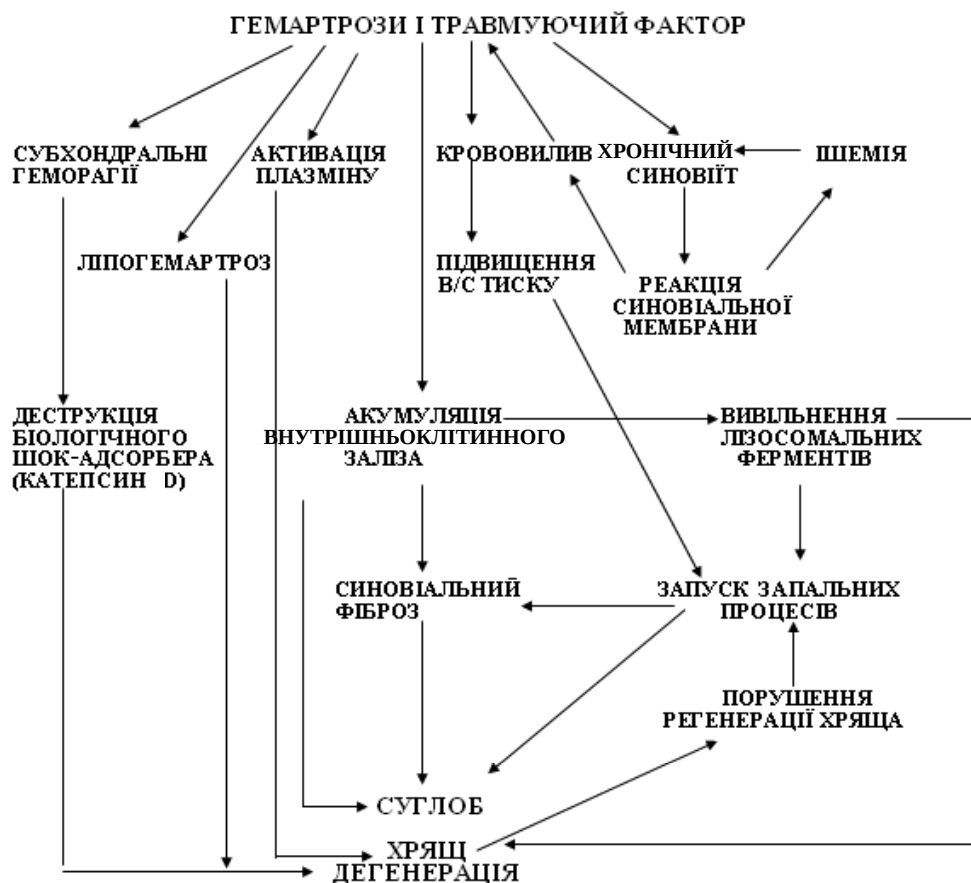 ГЕМАРТРОЗИ І ТРАВМУЮЧИЙ ФАКТОР
СУБХОНДРАЛЬНІ
ГЕМОРАГІЇ
АКТИВАЦІЯ
ПЛАЗМІНУ
КРОВОВИЛИВ
ХРОНІЧНИЙ
СИНОВІЇТ
ІШЕМІЯ
ЛІПОГЕМАРТРОЗ
ПІДВИЩЕННЯ
В/С ТИСКУ
РЕАКЦІЯ
СИНОВІАЛЬНОЇ
МЕМБРАНИ
ДЕСТРУКЦІЯ
БІОЛОГІЧНОГО
ШОК-АДСОРБЕРА
(КАТЕПСИН D)
АКУМУЛЯЦІЯ
ВНУТРІШНЬОКЛІТИННОГО
ЗАЛІЗА
ВИВІЛЬНЕННЯ
ЛІЗОСОМАЛЬНИХ
ФЕРМЕНТІВ
СИНОВІАЛЬНИЙ
ФІБРОЗ
ЗАПУСК ЗАПАЛЬНИХ
ПРОЦЕСІВ
ПОРУШЕННЯ
РЕГЕНЕРАЦІЇ ХРЯЩА
СУГЛОБ
ХРЯЩ
ДЕГЕНЕРАЦІЯ